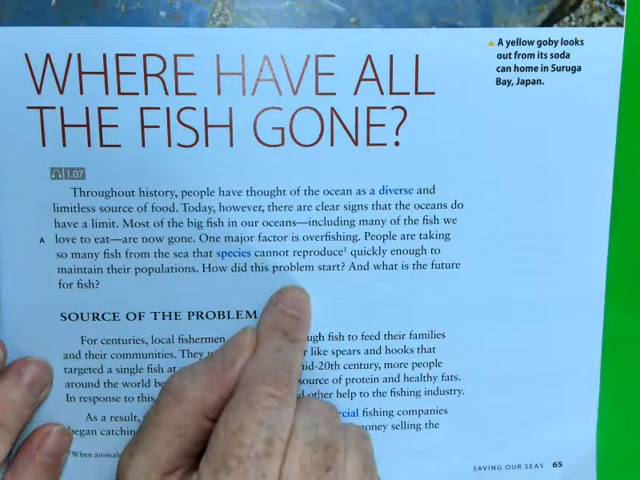 ▲ A yellow goby looks
out from its soda
can home in Suruga
Bay, Japan.
WHERE HAVE ALL
THE FISH GONE?
1.07
Throughout history, people have thought of the ocean as a diverse and
limitless source of food. Today, however, there are clear signs that the oceans do
have a limit. Most of the big fish in our oceans—including many of the fish we
A love to eat—are now gone. One major factor is overfishing. People are taking
so many fish from the sea that species cannot reproduce¹ quickly enough to
maintain their populations. How did this problem start? And what is the future
for fish?
SOURCE OF THE PROBLEM
For centuries, local fishermen ugh fish to feed their families
and their communities. They r like spears and hooks that
targeted a single fish at mid-20th century, more people
around the world source of protein and healthy fats.
In response to this other help to the fishing industry.
As a result, fishing companies
began catchin money selling the
When animals
SAVING OUR SEAS 65